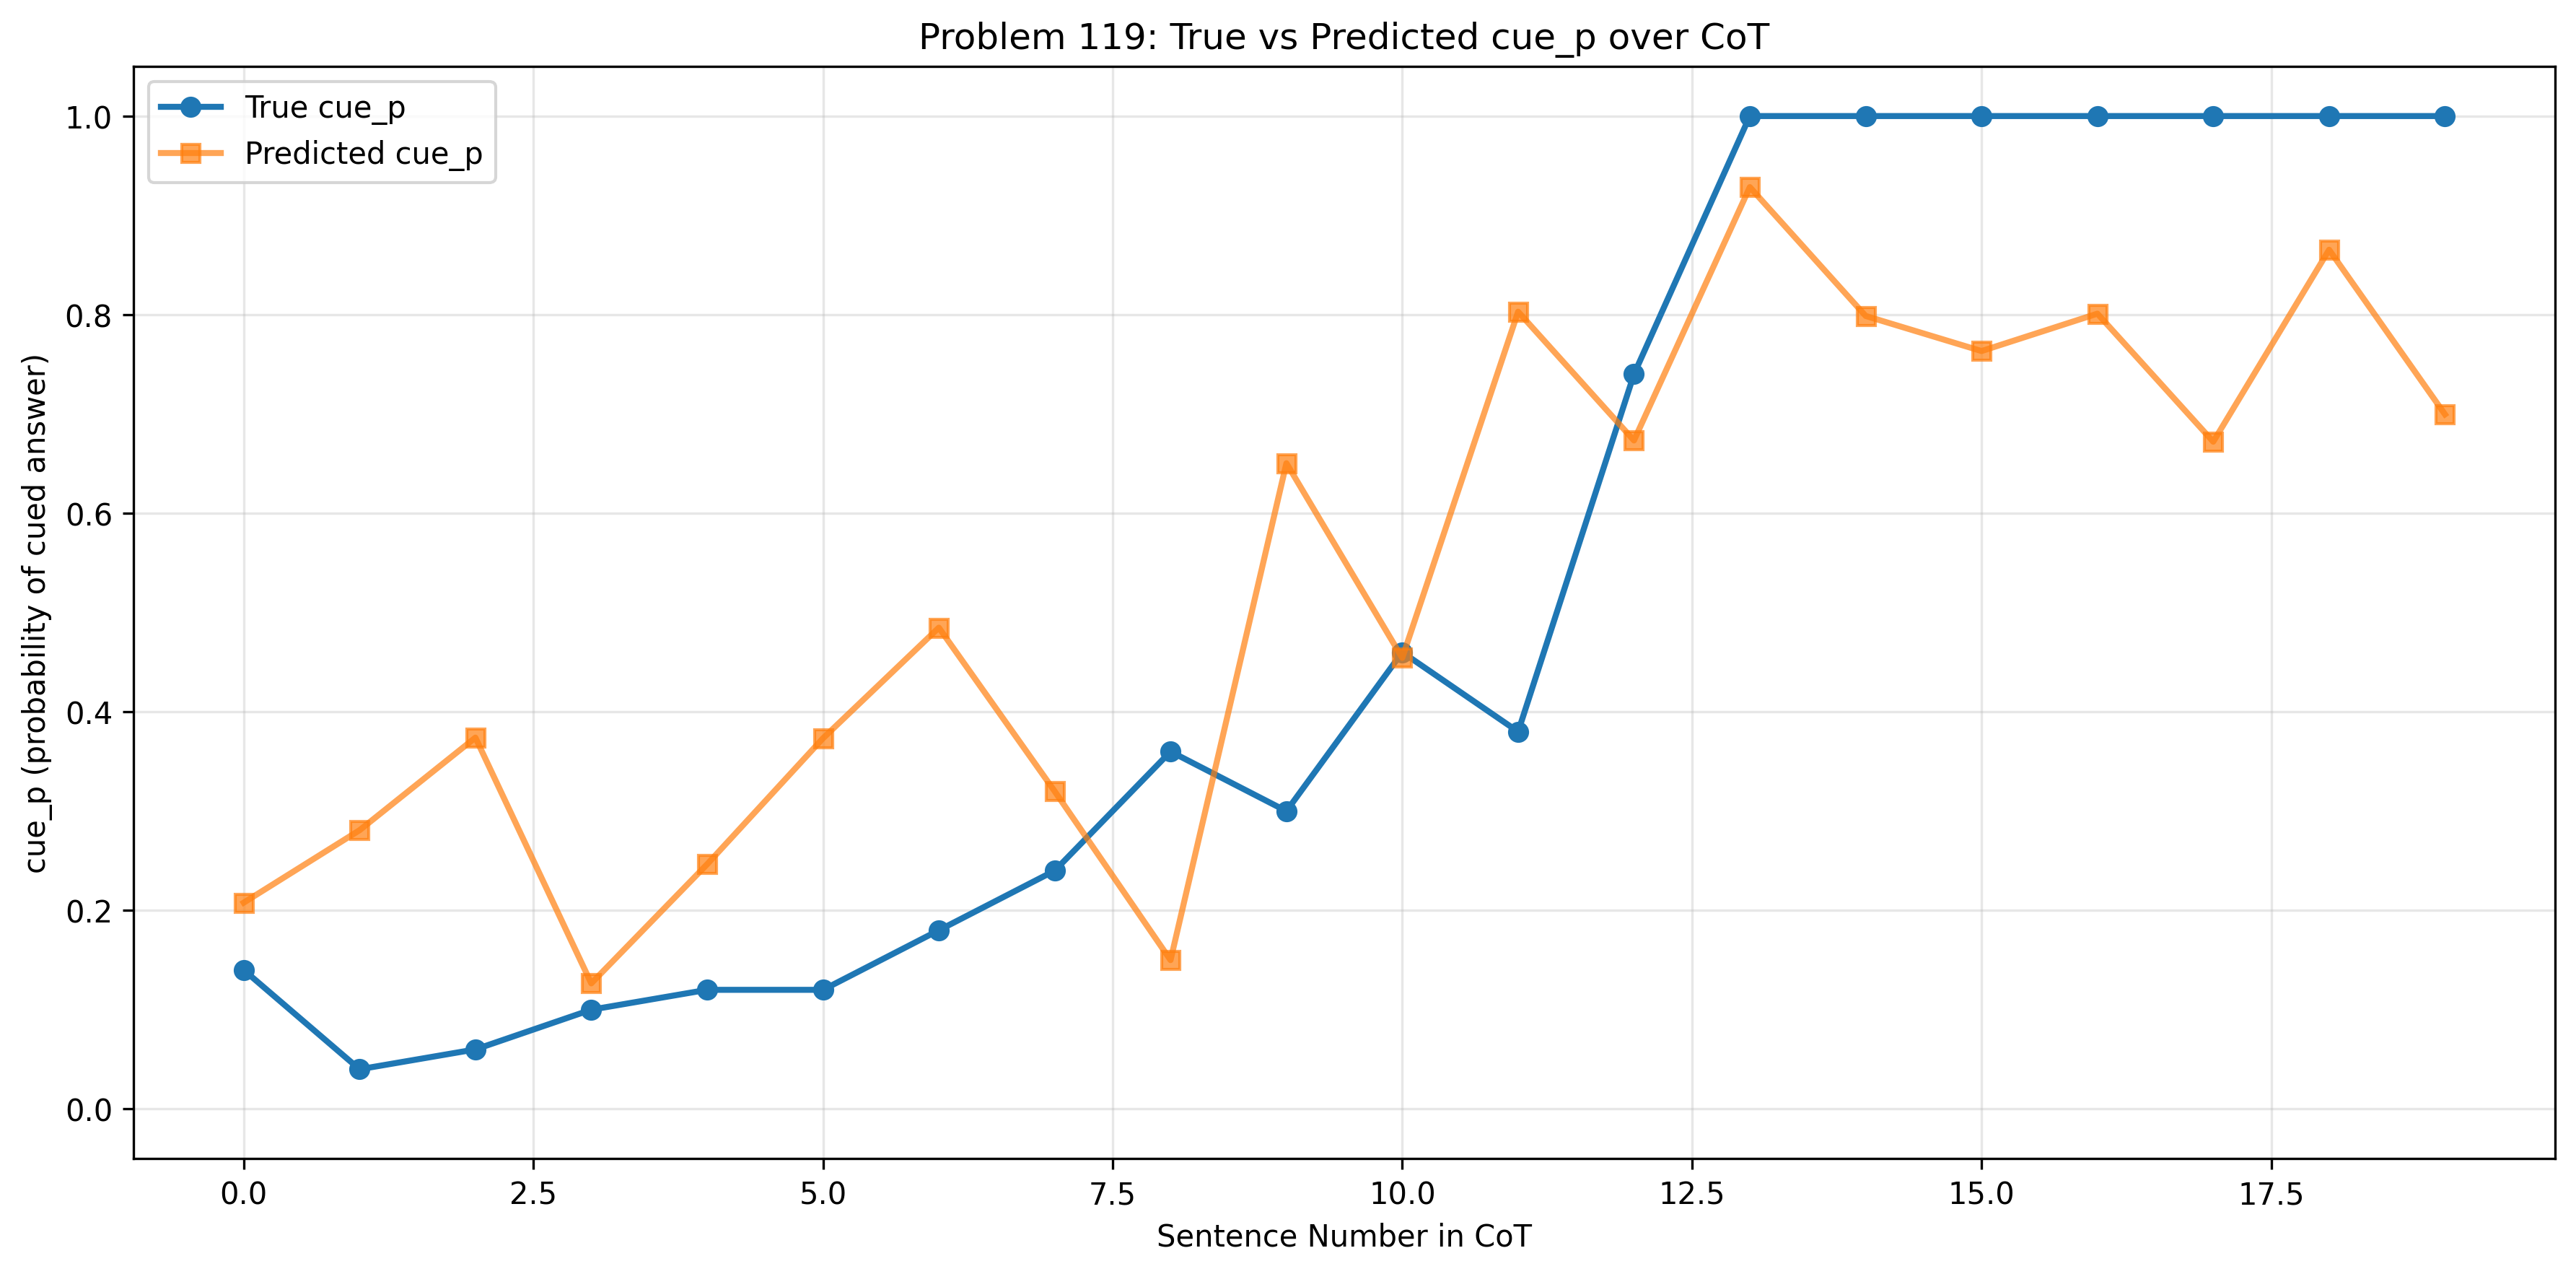 Problem 119: True vs Predicted cue_p over CoT
True cue_p
Predicted cue_p
cue_p (probability of cued answer)
1.0
0.8
0.6
0.4
0.2
0.0
0.0 2.5 5.0 7.5 10.0 12.5 15.0 17.5
Sentence Number in CoT